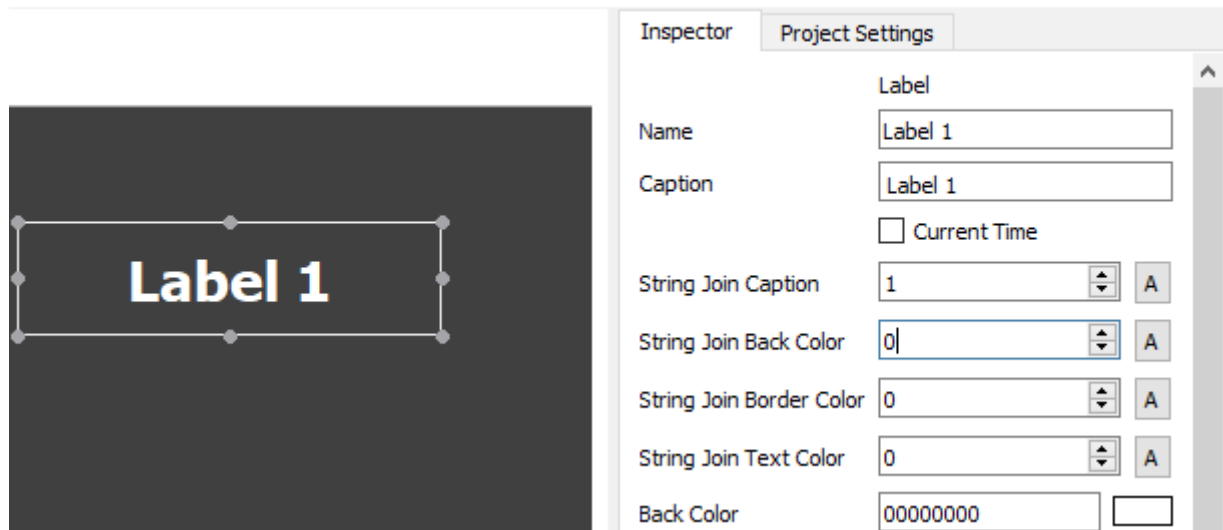 Inspector Project Settings
Label
Name Label 1
Caption Label 1
Current Time
Label 1
String Join Caption 1 A
String Join Back Color 0 A
String Join Border Color 0 A
String Join Text Color 0 A
Back Color 00000000